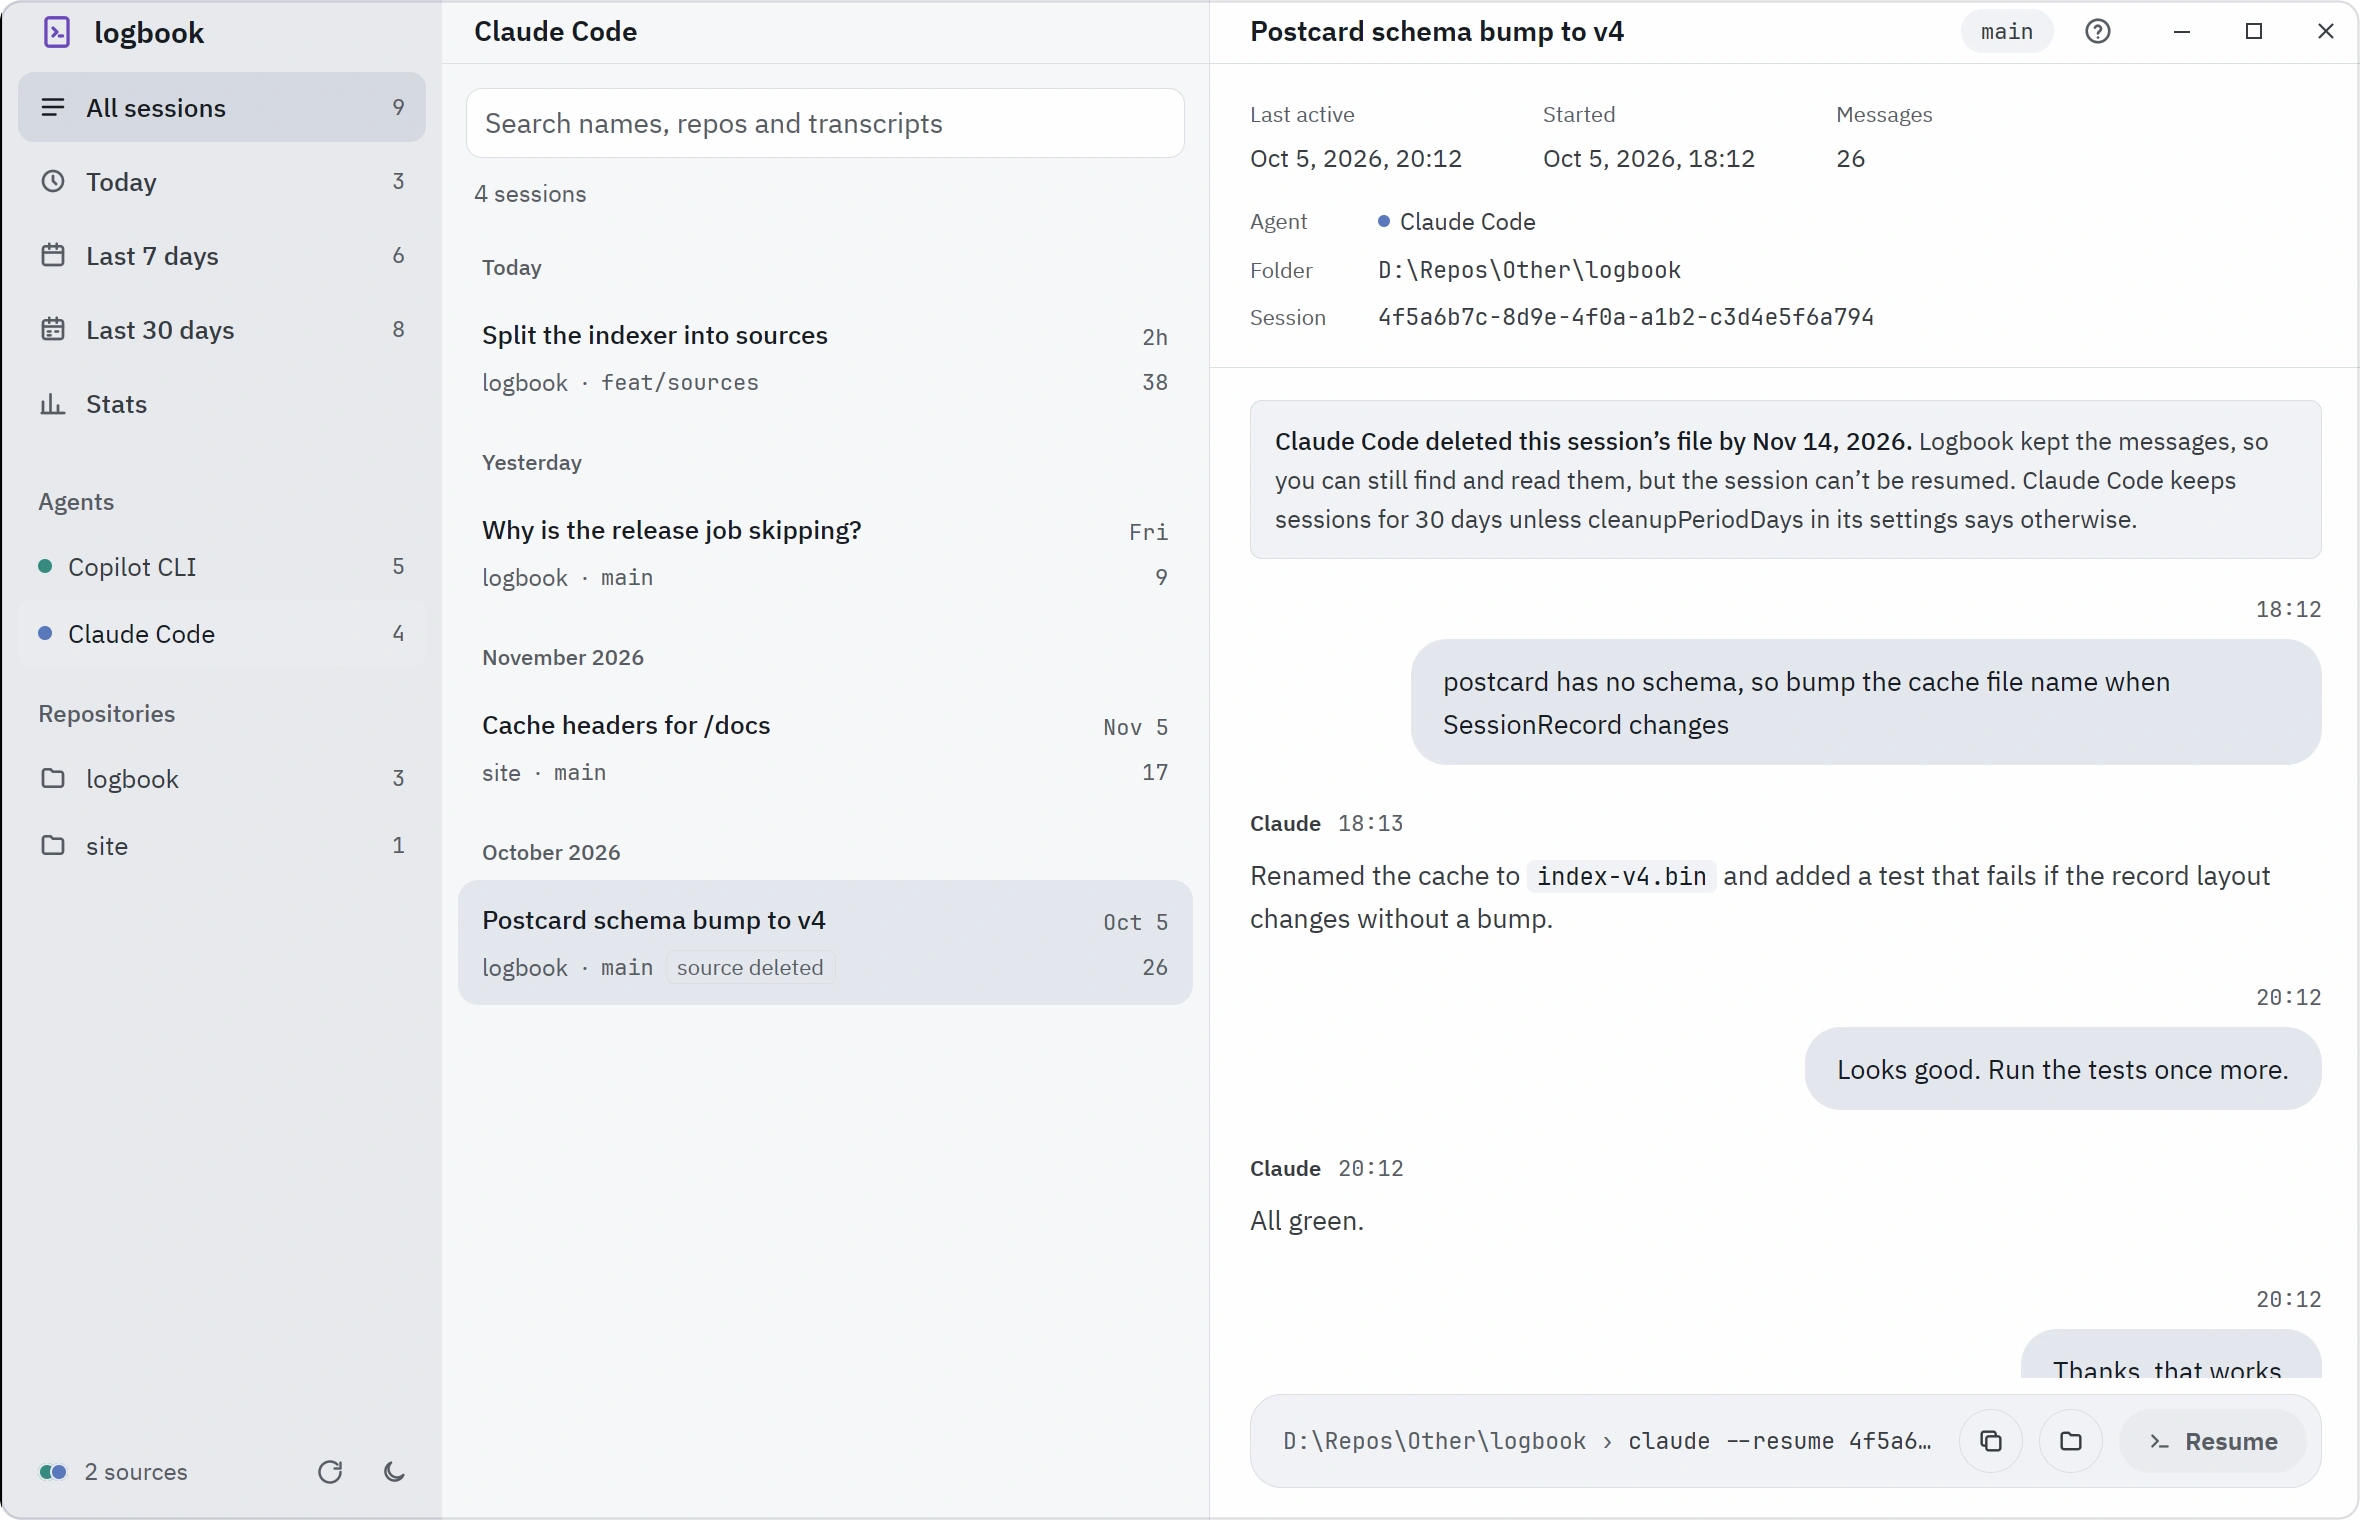 logbook
All sessions 9
Today 3
Last 7 days 6
Last 30 days 8
Stats
Agents
Copilot CLI 5
Claude Code 4
Repositories
logbook 3
site 1
2 sources
Claude Code
Search names, repos and transcripts
4 sessions
Today
Split the indexer into sources 2h
logbook · feat/sources 38
Yesterday
Why is the release job skipping? Fri
logbook · main 9
November 2026
Cache headers for /docs Nov 5
site · main 17
October 2026
Postcard schema bump to v4 Oct 5
logbook · main source deleted 26
Postcard schema bump to v4 main
Last active Started Messages
Oct 5, 2026, 20:12 Oct 5, 2026, 18:12 26
Agent Claude Code
Folder D:\Repos\Other\logbook
Session 4f5a6b7c-8d9e-4f0a-a1b2-c3d4e5f6a794
Claude Code deleted this session’s file by Nov 14, 2026. Logbook kept the messages, so
you can still find and read them, but the session can’t be resumed. Claude Code keeps
sessions for 30 days unless cleanupPeriodDays in its settings says otherwise.
18:12
postcard has no schema, so bump the cache file name when
SessionRecord changes
Claude 18:13
Renamed the cache to index-v4.bin and added a test that fails if the record layout
changes without a bump.
20:12
Looks good. Run the tests once more.
Claude 20:12
All green.
20:12
Thanks, that works
D:\Repos\Other\logbook › claude --resume 4f5a6… Resume